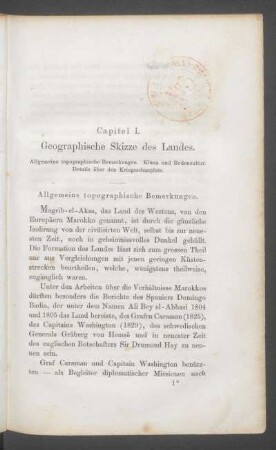 Capitel I.
Geographische Skizze des Landes.
Allgemeine topographische Bemerkungen. Klima und Bodencultur.
Details über den Kriegsschauplatz.
Allgemeine topographische Bemerkungen.
Magrib-el-Aksa, das Land des Westens, von den
Europäern Marokko genannt, ist durch die gänzliche
Isolirung von der civilisirten Welt, selbst bis zur neue-
sten Zeit, noch in geheimnissvolles Dunkel gehüllt.
Die Formation des Landes lässt sich zum grossen Theil
nur aus Vergleichungen mit jenen geringen Küsten-
strecken beurtheilen, welche, wenigstens theilweise,
zugänglich waren.
Unter den Arbeiten über die Verhältnisse Marokkos
dürften besonders die Berichte des Spaniers Domingo
Badia, der unter dem Namen Ali Bey el-Abbasi 1804
und 1805 das Land bereiste, des Grafen Caraman (1825),
des Capitains Washington (1829), des schwedischen
Generals Gråberg von Hemsö und in neuester Zeit
des englischen Botschafters Sir Drumond Hay zu nen-
nen sein.
Graf Caraman und Capitain Washington benütz-
ten — als Begleiter diplomatischer Missionen nach
1*